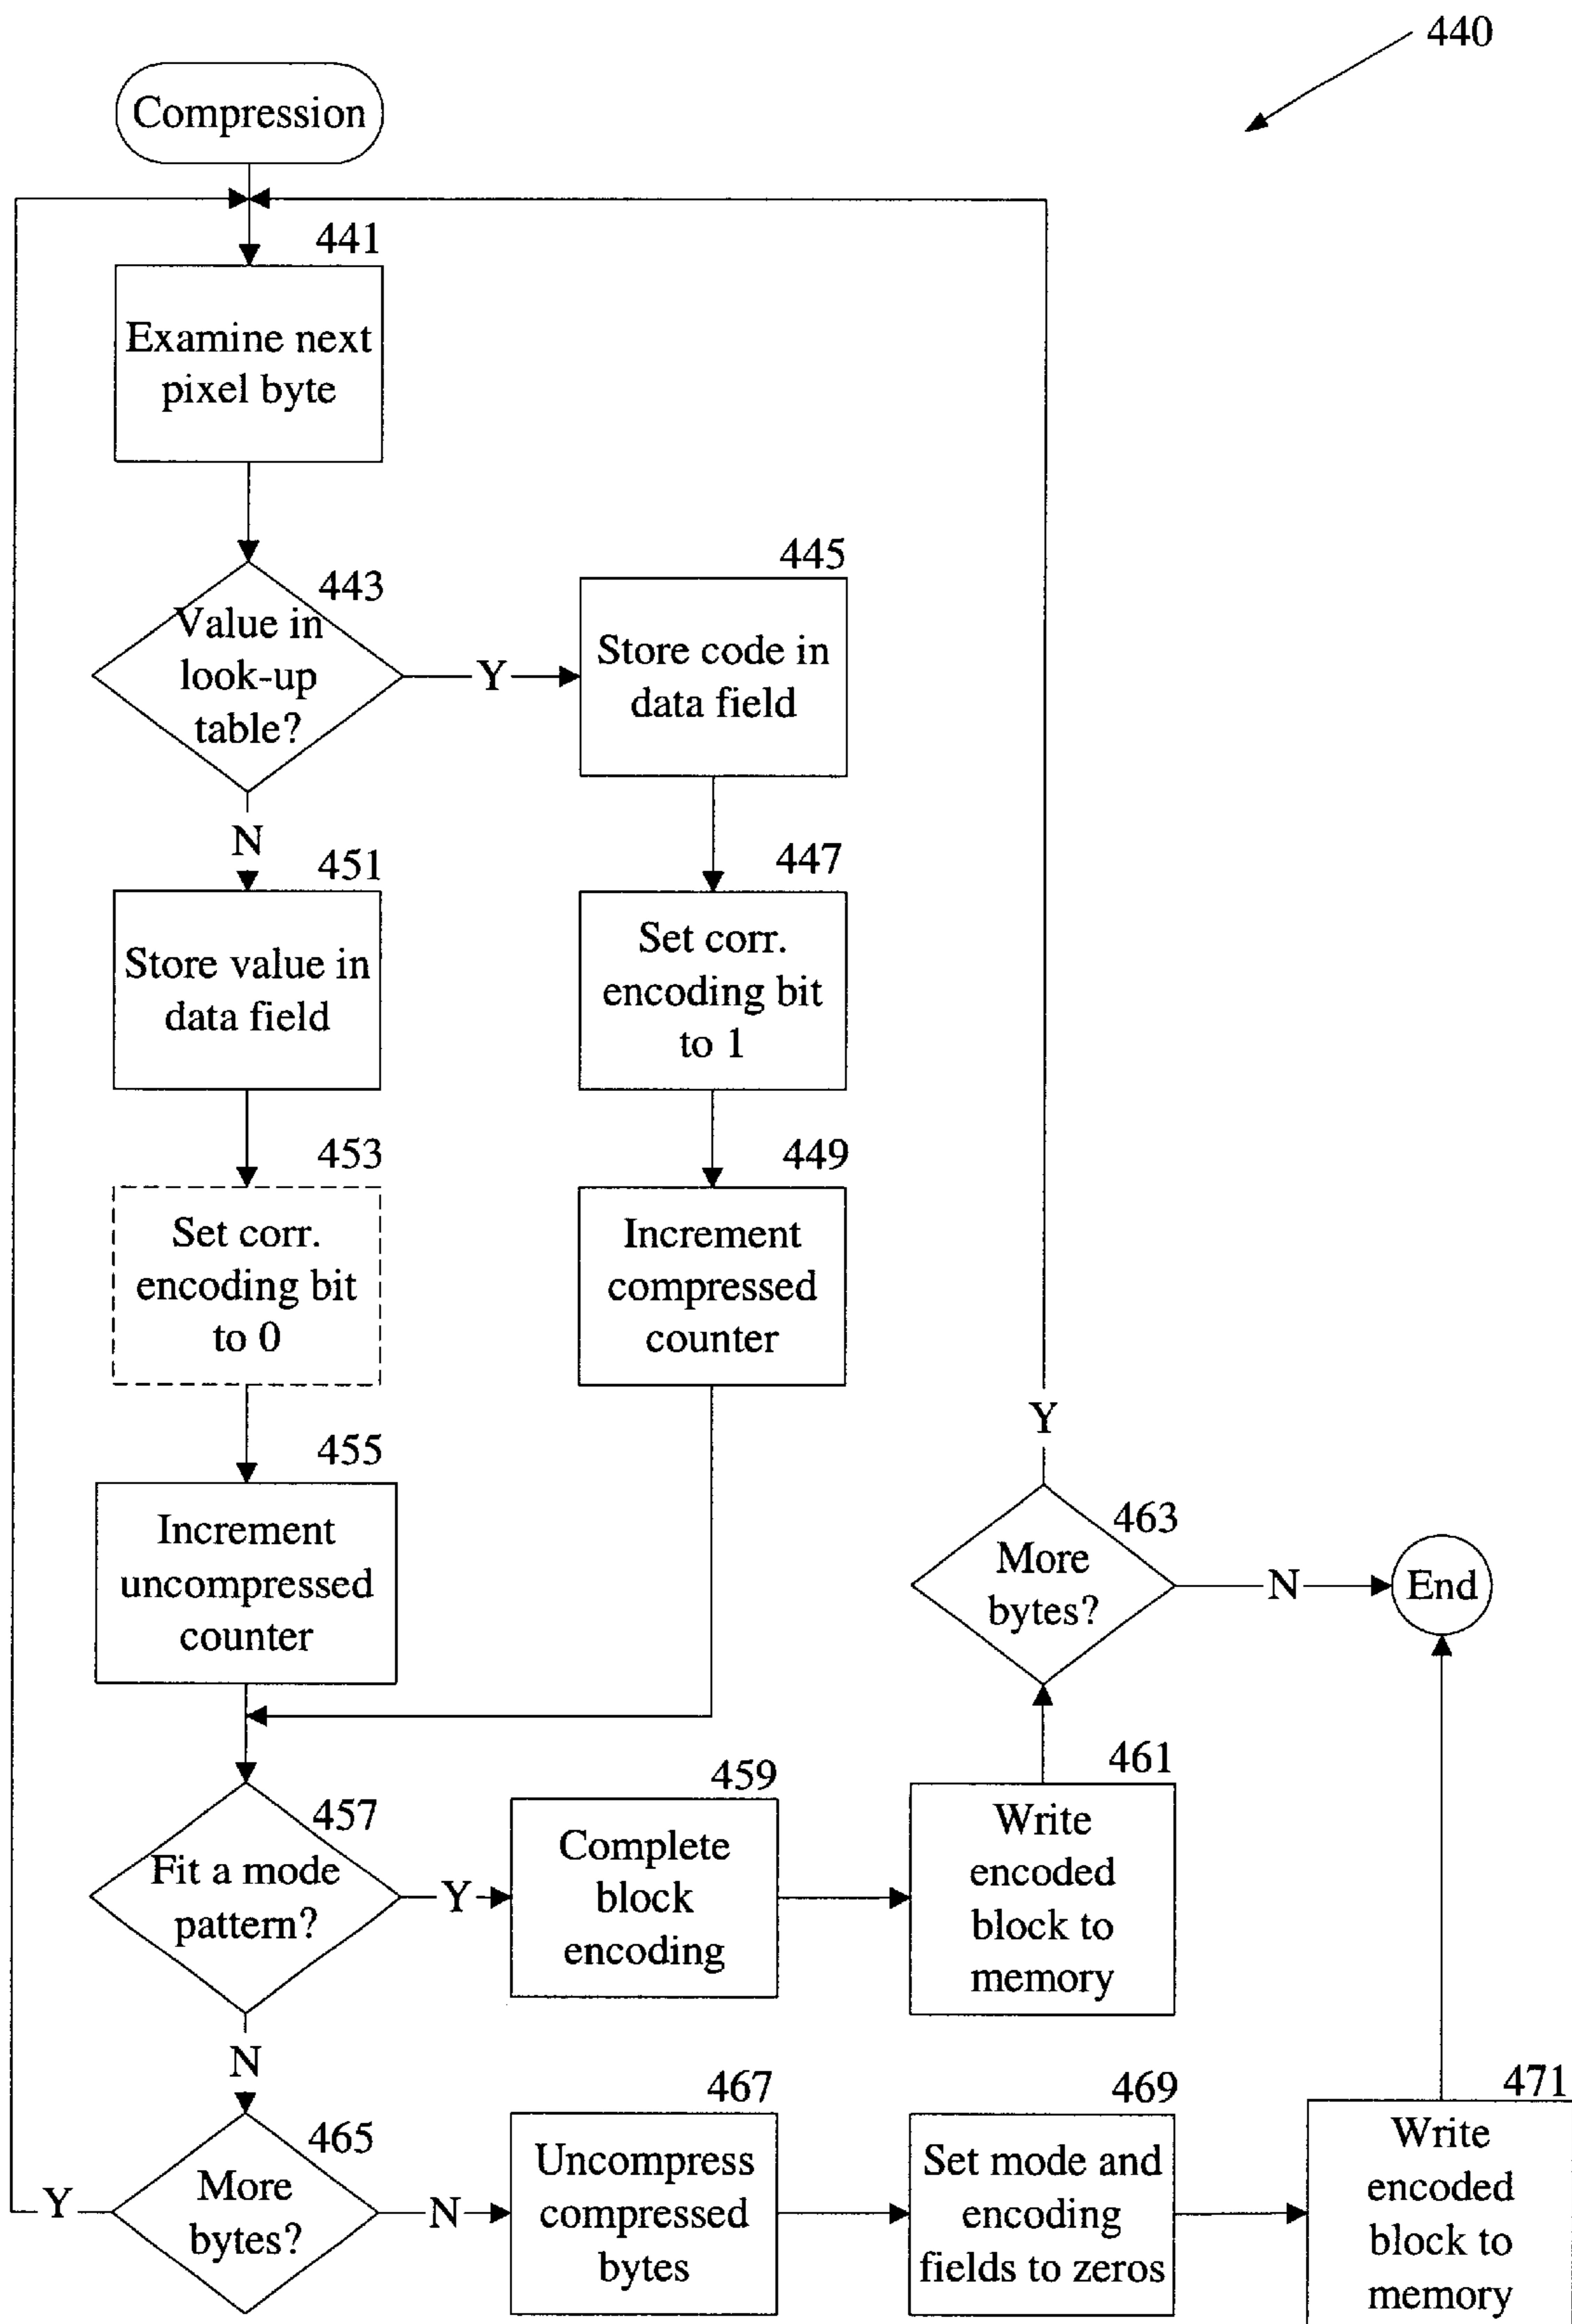 440
Compression
441
Examine next
pixel byte
443
Value in
look-up
table?
Y
N
445
Store code in
data field
447
Set corr.
encoding bit
to 1
449
Increment
compressed
counter
451
Store value in
data field
453
Set corr.
encoding bit
to 0
455
Increment
uncompressed
counter
457
Fit a mode
pattern?
Y
N
459
Complete
block
encoding
461
Write
encoded
block to
memory
463
More
bytes?
Y
N
End
465
More
bytes?
Y
N
467
Uncompress
compressed
bytes
469
Set mode and
encoding
fields to zeros
471
Write
encoded
block to
memory